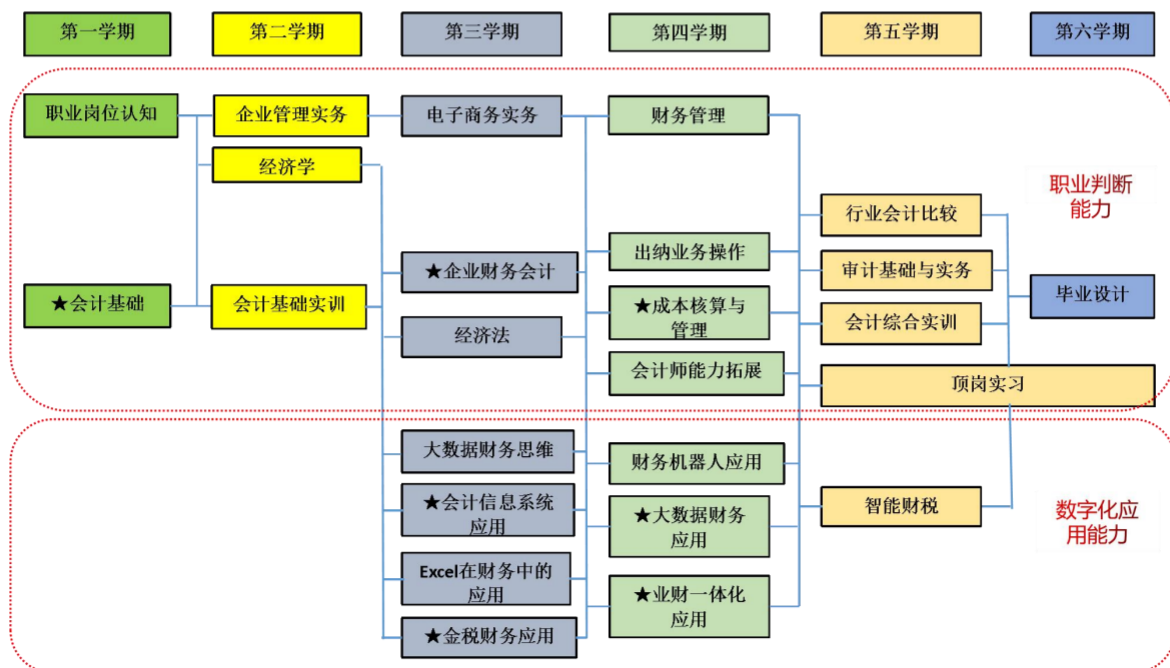 第一学期
第二学期
第三学期
第四学期
第五学期
第六学期
职业岗位认知
企业管理实务
电子商务实务
财务管理
经济学
职业判断
能力
行业会计比较
★企业财务会计
出纳业务操作
审计基础与实务
★会计基础
会计基础实训
毕业设计
★成本核算与
管理
经济法
会计综合实训
会计师能力拓展
顶岗实习
大数据财务思维
财务机器人应用
★会计信息系统
应用
★大数据财务
应用
智能财税
数字化应
用能力
Excel在财务中的
应用
★业财一体化
应用
★金税财务应用